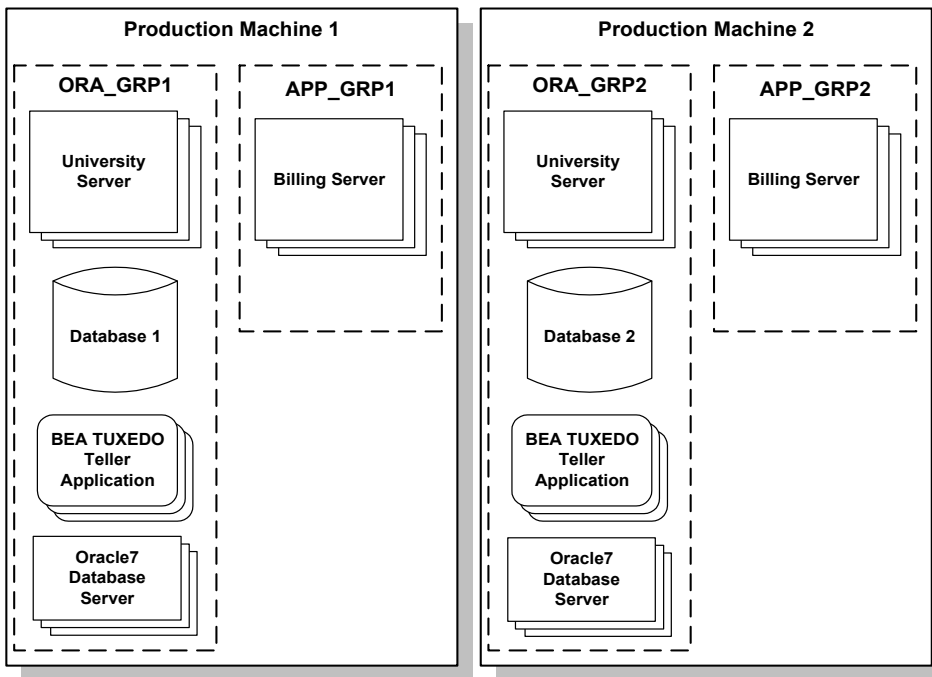 Production Machine 1
ORA_GRP1
APP_GRP1
University
Server
Billing Server
Database 1
BEA TUXEDO
Teller
Application
Oracle7
Database
Server
Production Machine 2
ORA_GRP2
APP_GRP2
University
Server
Billing Server
Database 2
BEA TUXEDO
Teller
Application
Oracle7
Database
Server